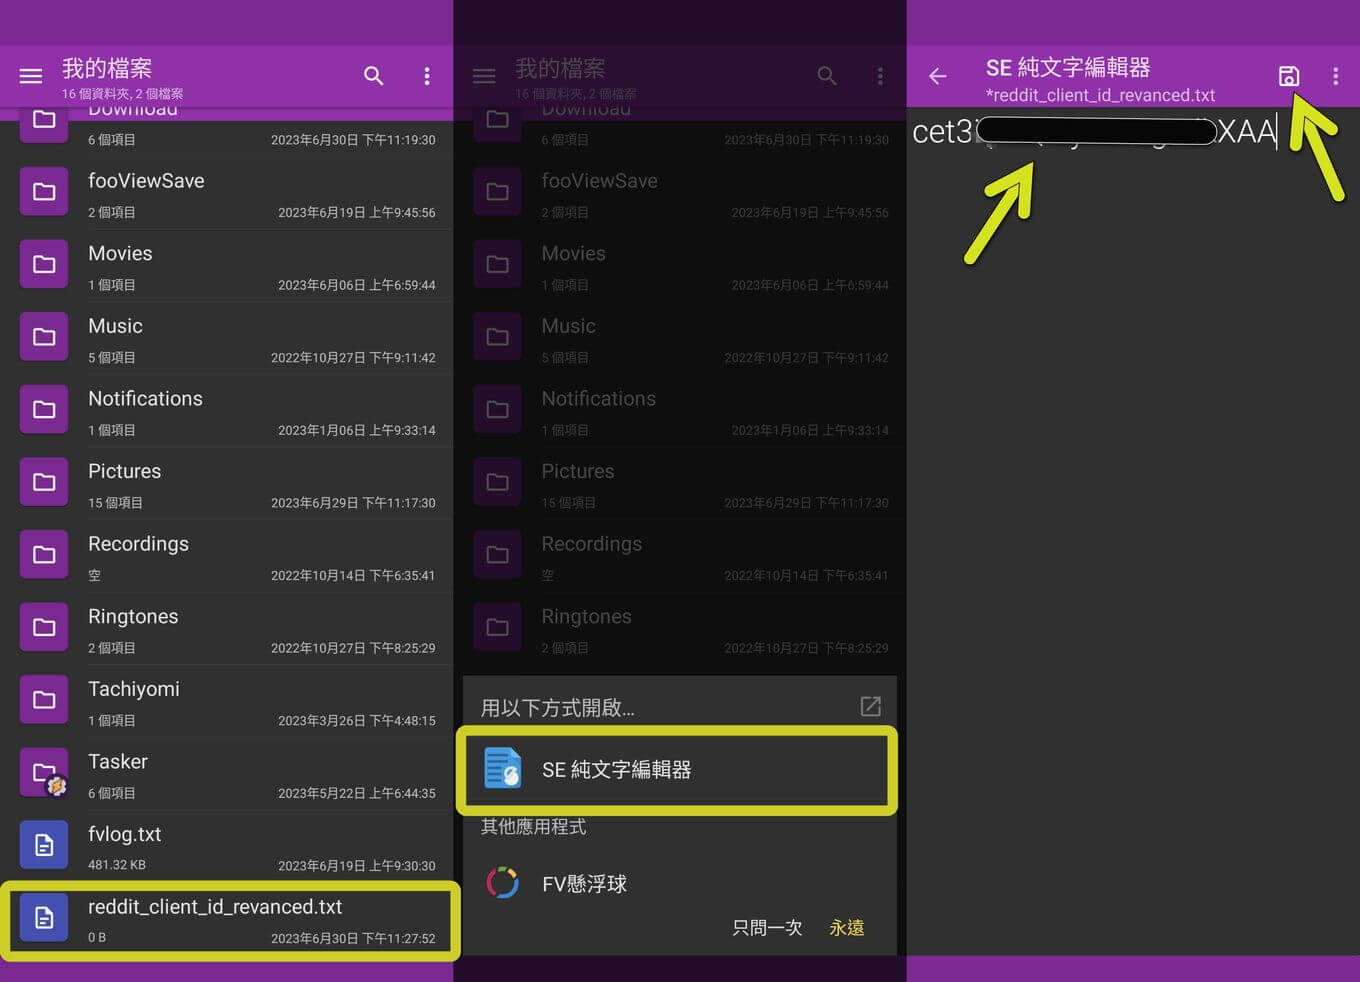 我的檔案
16 個資料夾, 2 個檔案
Download
6 個項目
2023年6月30日 下午11:19:30
fooViewSave
2 個項目
2023年6月19日 上午9:45:56
Movies
1 個項目
2023年6月06日 上午6:59:44
Music
5 個項目
2022年10月27日 下午9:11:42
Notifications
1 個項目
2023年1月06日 上午9:33:14
Pictures
15 個項目
2023年6月29日 下午11:17:30
Recordings
空
2022年10月14日 下午6:35:41
Ringtones
2 個項目
2022年10月27日 下午8:25:29
Tachiyomi
1 個項目
2023年3月26日 下午4:48:15
Tasker
6 個項目
2023年5月22日 上午6:44:35
fvlog.txt
481.32 KB
2023年6月19日 上午9:30:30
reddit_client_id_revanced.txt
0 B
2023年6月30日 下午11:27:52
我的檔案
16 個資料夾, 2 個檔案
Download
6 個項目
2023年6月30日 下午11:19:30
fooViewSave
2 個項目
2023年6月19日 上午9:45:56
Movies
1 個項目
2023年6月06日 上午6:59:44
Music
5 個項目
2022年10月27日 下午9:11:42
Notifications
1 個項目
2023年1月06日 上午9:33:14
Pictures
15 個項目
2023年6月29日 下午11:17:30
Recordings
空
2022年10月14日 下午6:35:41
Ringtones
2 個項目
2022年10月27日 下午8:25:29
用以下方式開啟...
SE 純文字編輯器
其他應用程式
FV懸浮球
只問一次
永遠
SE 純文字編輯器
*reddit_client_id_revanced.txt
cet3
XAA